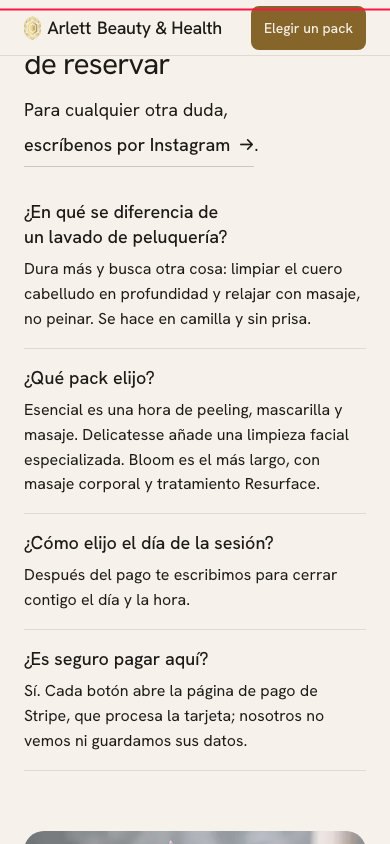 Arlett Beauty & Health
Elegir un pack
de reservar
Para cualquier otra duda,
escríbenos por Instagram →.
¿En qué se diferencia de
un lavado de peluquería?
Dura más y busca otra cosa: limpiar el cuero
cabelludo en profundidad y relajar con masaje,
no peinar. Se hace en camilla y sin prisa.
¿Qué pack elijo?
Esencial es una hora de peeling, mascarilla y
masaje. Delicatesse añade una limpieza facial
especializada. Bloom es el más largo, con
masaje corporal y tratamiento Resurface.
¿Cómo elijo el día de la sesión?
Después del pago te escribimos para cerrar
contigo el día y la hora.
¿Es seguro pagar aquí?
Sí. Cada botón abre la página de pago de
Stripe, que procesa la tarjeta; nosotros no
vemos ni guardamos sus datos.